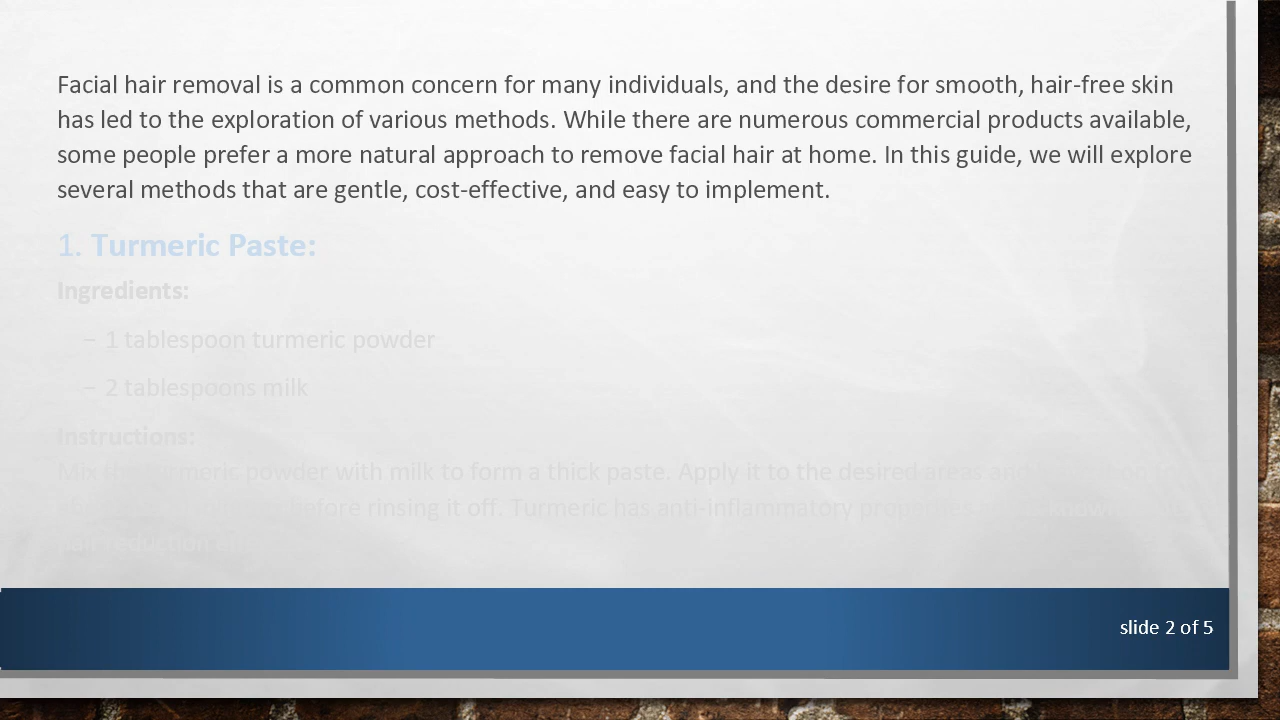 Facial hair removal is a common concern for many individuals, and the desire for smooth, hair-free skin
has led to the exploration of various methods. While there are numerous commercial products available,
some people prefer a more natural approach to remove facial hair at home. In this guide, we will explore
several methods that are gentle, cost-effective, and easy to implement.
1. Turmeric Paste:
Ingredients:
– 1 tablespoon turmeric powder
– 2 tablespoons milk
Instructions:
Mix the turmeric powder with milk to form a thick paste. Apply it to the desired areas and
before rinsing it off. Turmeric has anti-inflammatory properties
hair reduction
slide 2 of 5